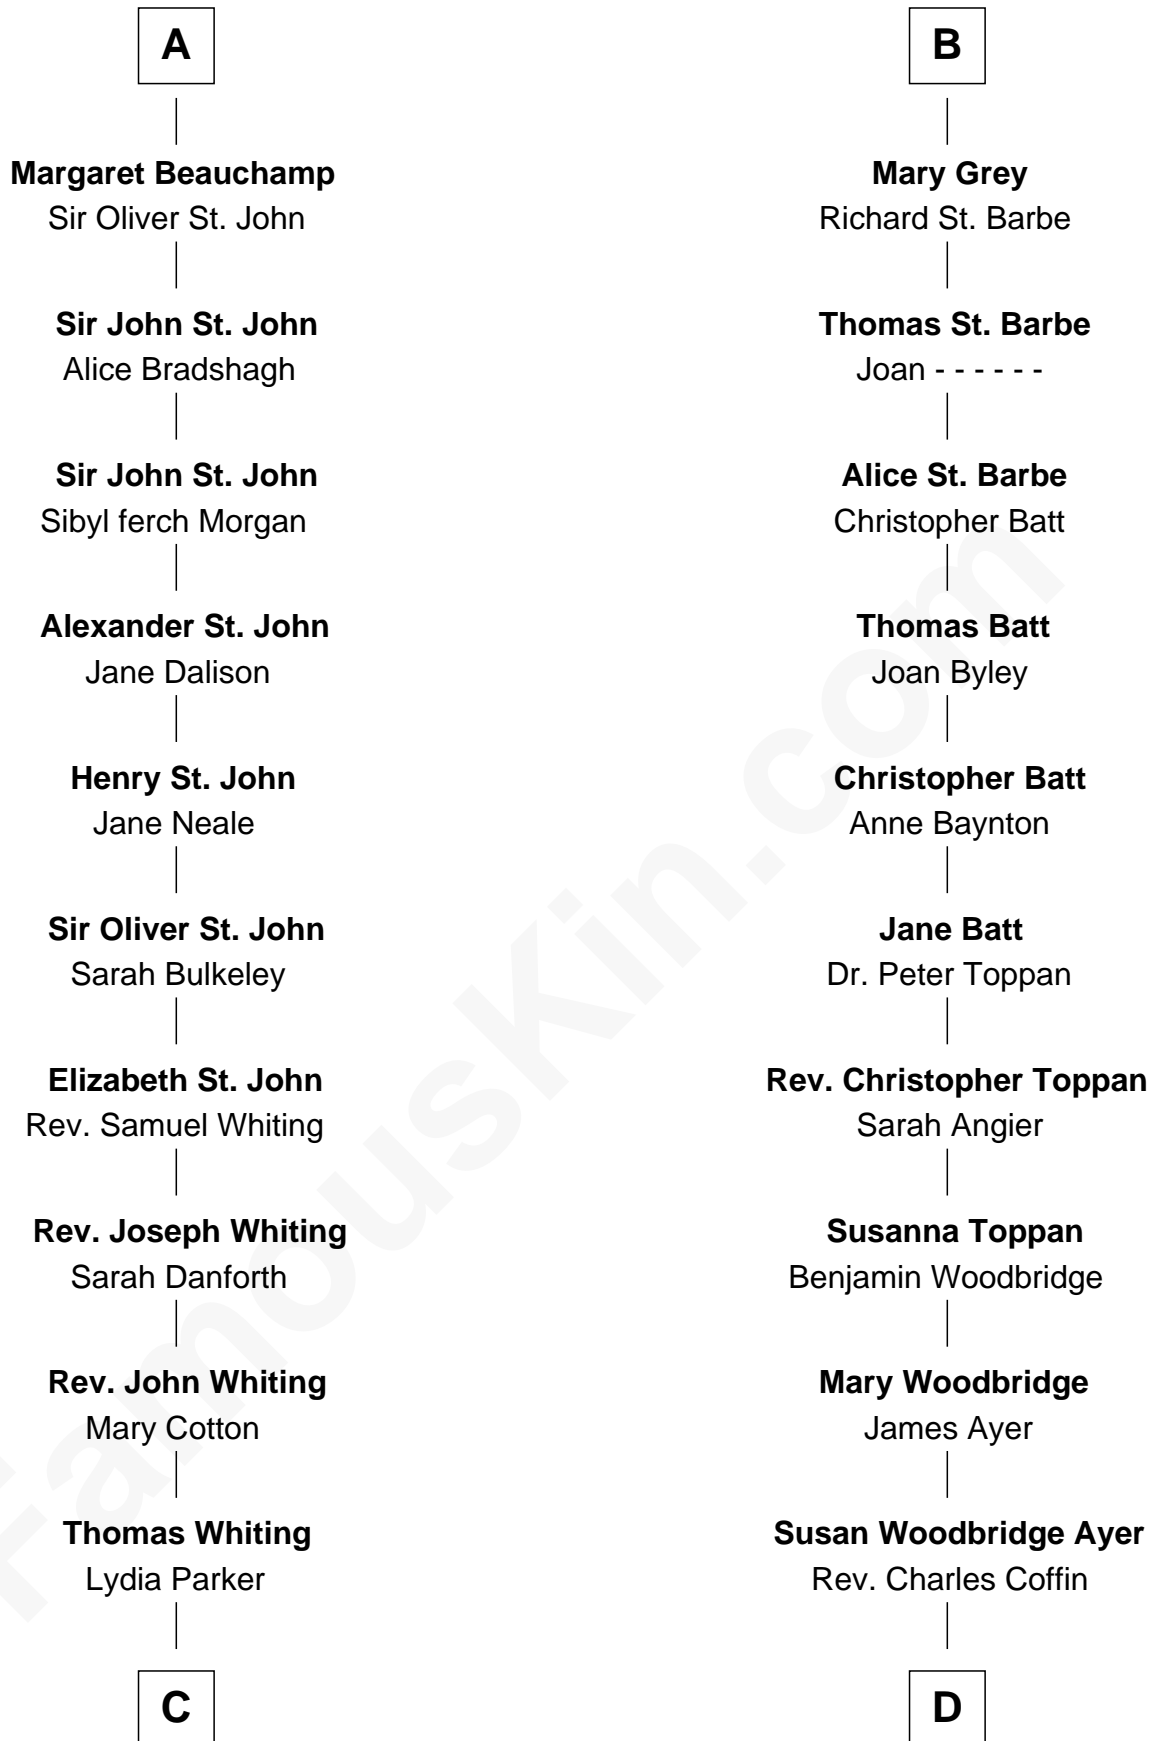 A
Margaret Beauchamp
Sir Oliver St. John
Sir John St. John
Alice Bradshagh
Sir John St. John
Sibyl ferch Morgan
Alexander St. John
Jane Dalison
Henry St. John
Jane Neale
Sir Oliver St. John
Sarah Bulkeley
Elizabeth St. John
Rev. Samuel Whiting
Rev. Joseph Whiting
Sarah Danforth
Rev. John Whiting
Mary Cotton
Thomas Whiting
Lydia Parker
C
B
Mary Grey
Richard St. Barbe
Thomas St. Barbe
Joan - - - - - -
Alice St. Barbe
Christopher Batt
Thomas Batt
Joan Byley
Christopher Batt
Anne Baynton
Jane Batt
Dr. Peter Toppan
Rev. Christopher Toppan
Sarah Angier
Susanna Toppan
Benjamin Woodbridge
Mary Woodbridge
James Ayer
Susan Woodbridge Ayer
Rev. Charles Coffin
D
FamousKin.com